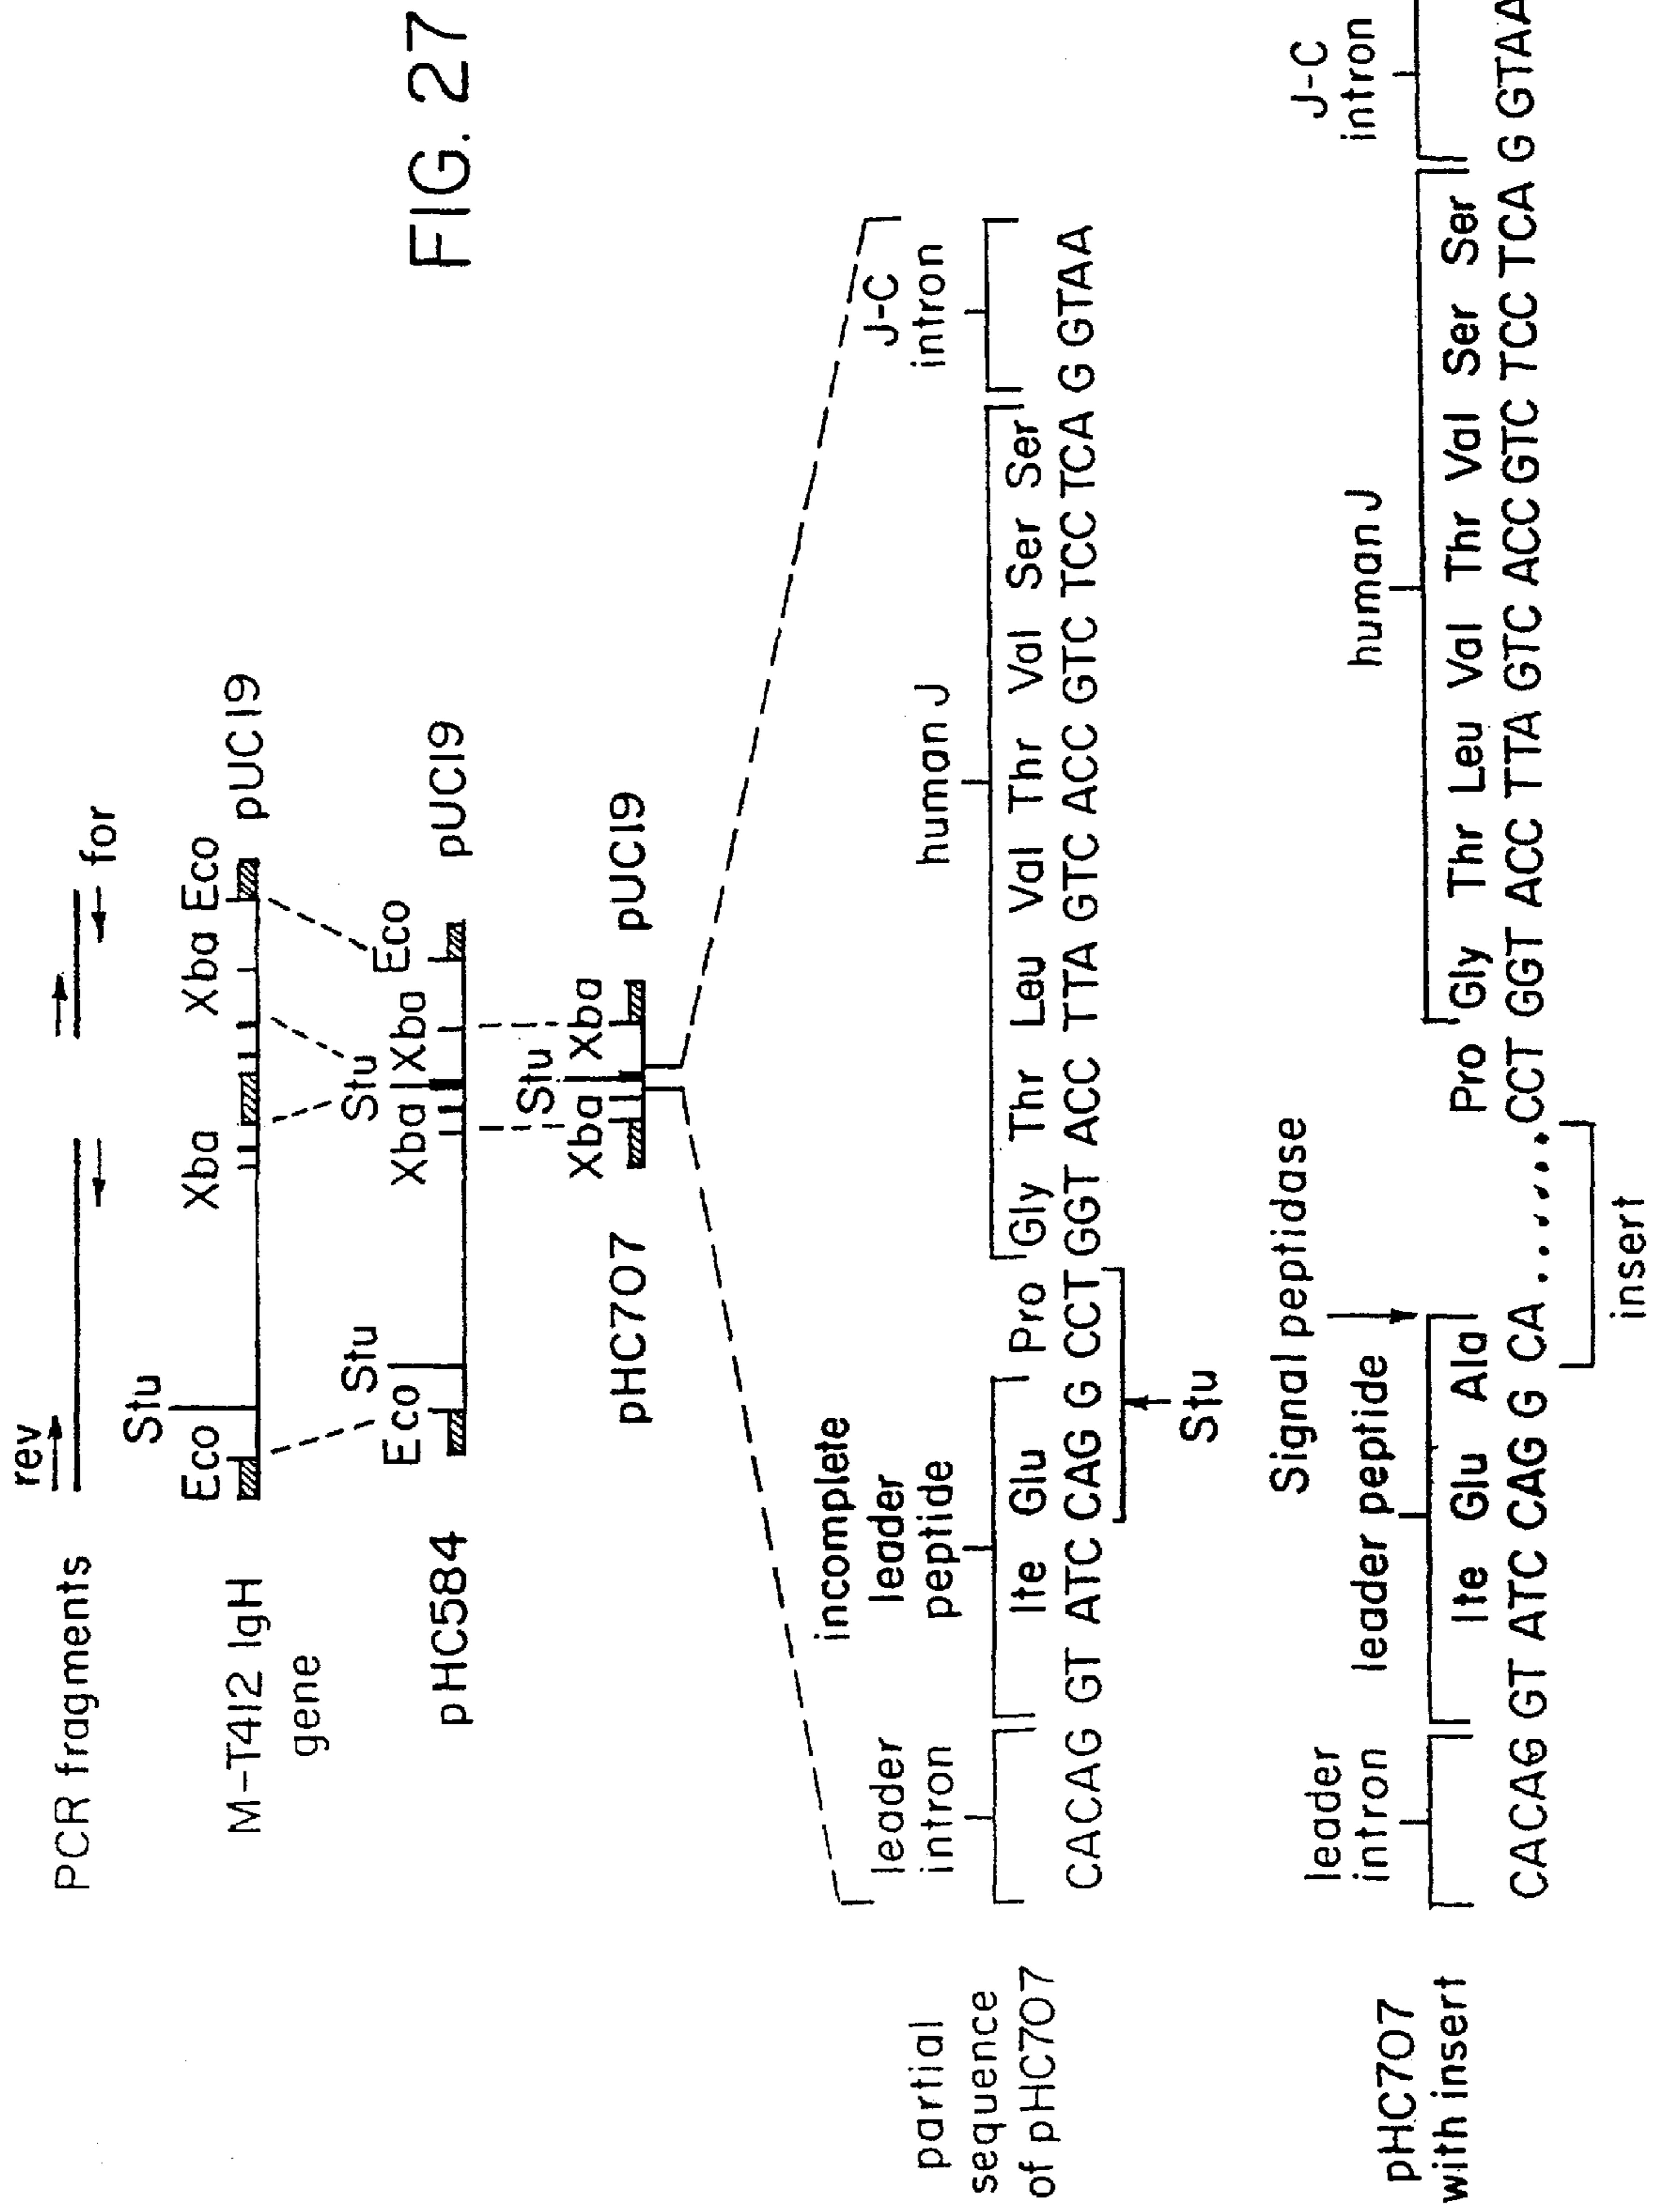 FIG. 27
PCR fragments
rev
for
M-T412 IgH
gene
Eco
Stu
Xba
Xba
Eco
pUC19
pHC584
Eco
Stu
Xba
Stu
Xba
Eco
pUC19
pHC707
Xba
Stu
Xba
pUC19
partial
sequence
of pHC707
leader
intron
incomplete
leader
peptide
human J
J-C
intron
Ite Glu Pro Gly Thr Leu Val Thr Val Ser Ser
CACAG GT ATC CAG G CCT GGT ACC TTA GTC ACC GTC TCC TCA G GTAA
Stu
pHC707
with insert
leader
intron
leader peptide
Signal peptidase
human J
J-C
intron
Ite Glu Ala Pro Gly Thr Leu Val Thr Val Ser Ser
CACAG GT ATC CAG G CA ...... CCT GGT ACC TTA GTC ACC GTC TCC TCA G GTAA
insert